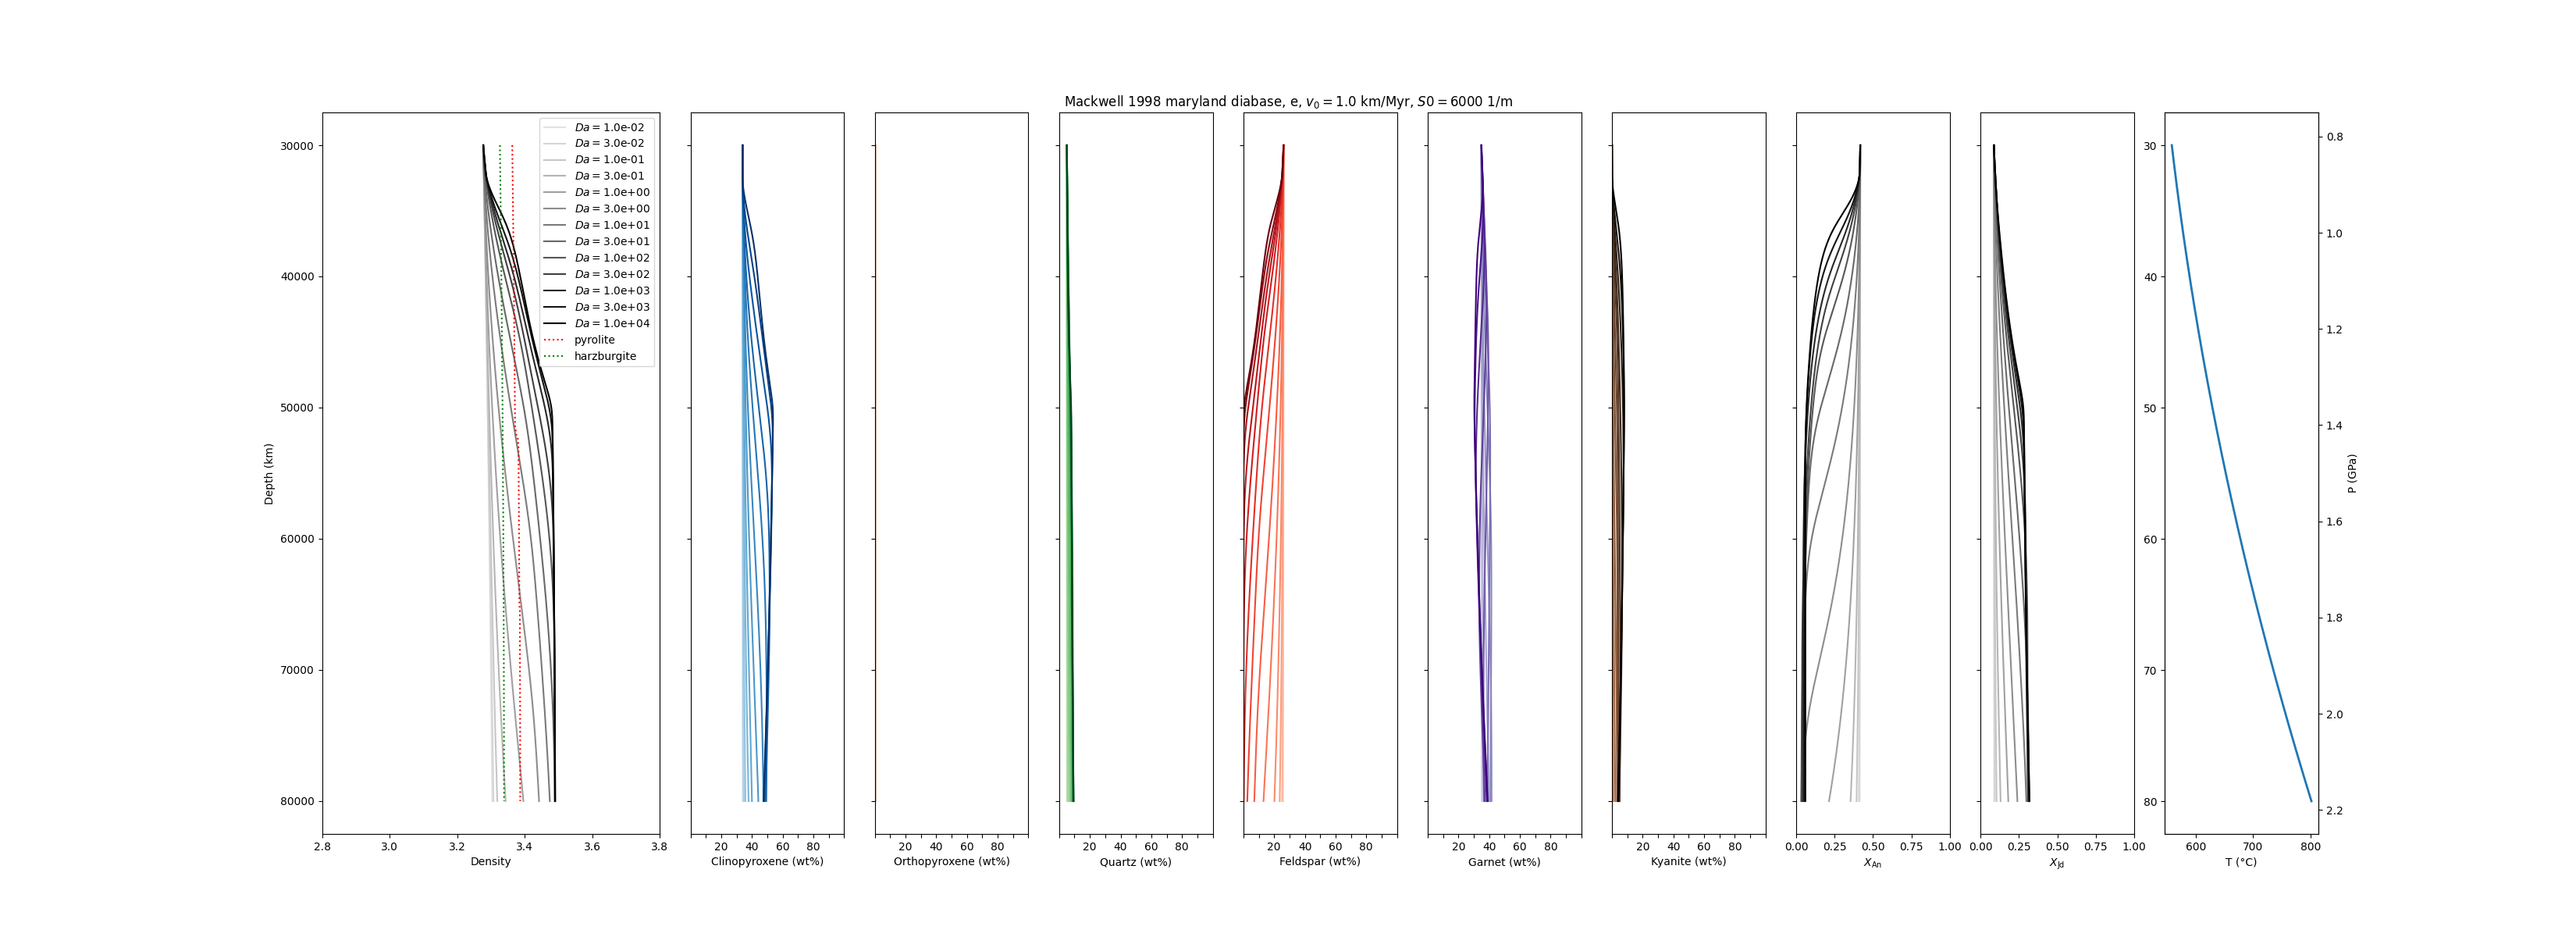 Mackwell 1998 maryland diabase, e, v₀ = 1.0 km/Myr, S0 = 6000 1/m
Da = 1.0e-02
Da = 3.0e-02
Da = 1.0e-01
Da = 3.0e-01
Da = 1.0e+00
Da = 3.0e+00
Da = 1.0e+01
Da = 3.0e+01
Da = 1.0e+02
Da = 3.0e+02
Da = 1.0e+03
Da = 3.0e+03
Da = 1.0e+04
pyrolite
harzburgite
Depth (km)
30000
40000
50000
60000
70000
80000
2.8 3.0 3.2 3.4 3.6 3.8
Density
20 40 60 80
Clinopyroxene (wt%)
20 40 60 80
Orthopyroxene (wt%)
20 40 60 80
Quartz (wt%)
20 40 60 80
Feldspar (wt%)
20 40 60 80
Garnet (wt%)
20 40 60 80
Kyanite (wt%)
0.00 0.25 0.50 0.75 1.00
X_An
0.00 0.25 0.50 0.75 1.00
X_Jd
30
40
50
60
70
80
600 700 800
T (°C)
0.8
1.0
1.2
1.4
1.6
1.8
2.0
2.2
P (GPa)